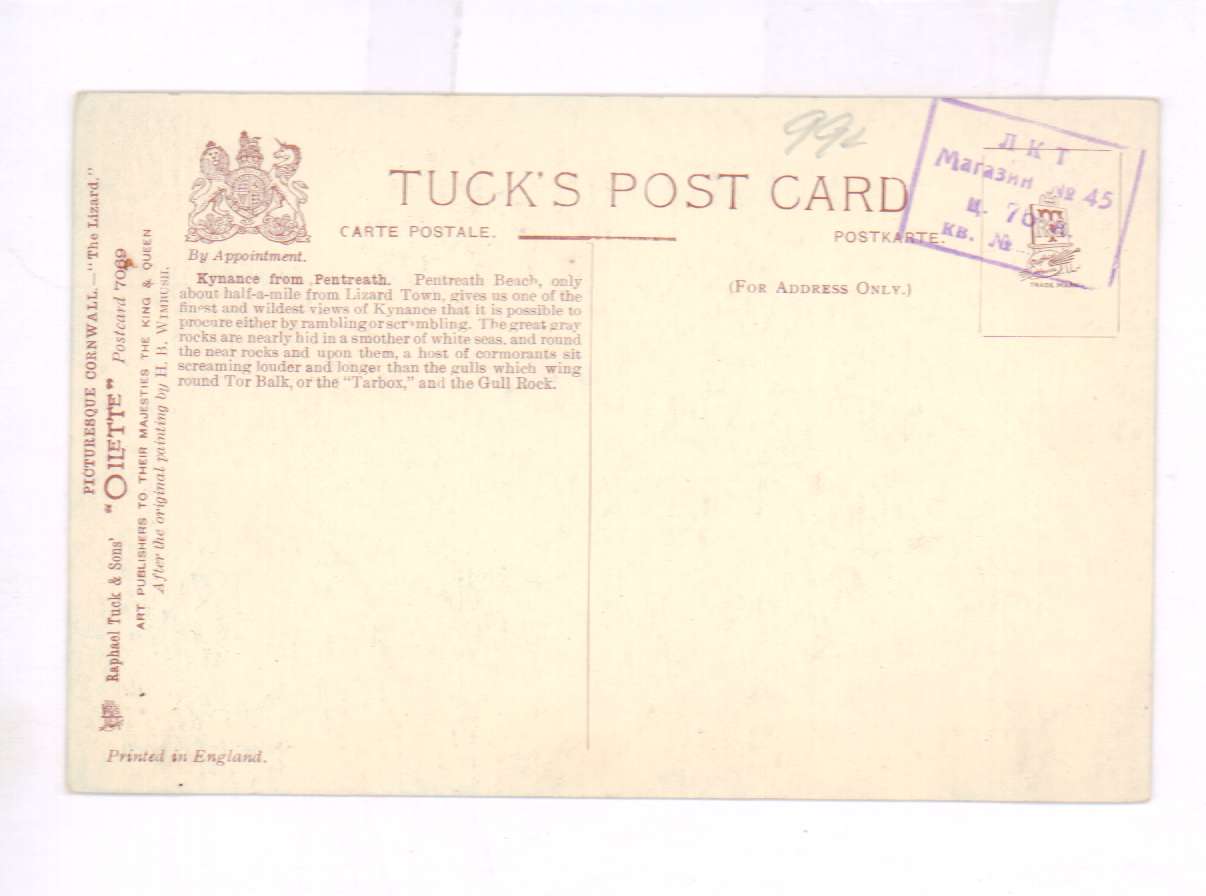 PICTURESQUE CORNWALL.—"The Lizard."
Raphael Tuck & Sons' "OILETTE" Postcard 7069
ART PUBLISHERS TO THEIR MAJESTIES THE KING & QUEEN
After the original painting by H. B. WIMBUSH.
TUCK'S POST CARD
CARTE POSTALE.
POSTKARTE.
By Appointment.
(FOR ADDRESS ONLY.)
Kynance from Pentreath. Pentreath Beach, only
about half-a-mile from Lizard Town, gives us one of the
finest and wildest views of Kynance that it is possible to
procure either by rambling or scrambling. The great gray
rocks are nearly hid in a smother of white seas, and round
the near rocks and upon them, a host of cormorants sit
screaming louder and longer than the gulls which wing
round Tor Balk, or the "Tarbox," and the Gull Rock.
Printed in England.
992
ЛКТ
Магазин № 45
Ц. 70
кв. №
TRADE MARK